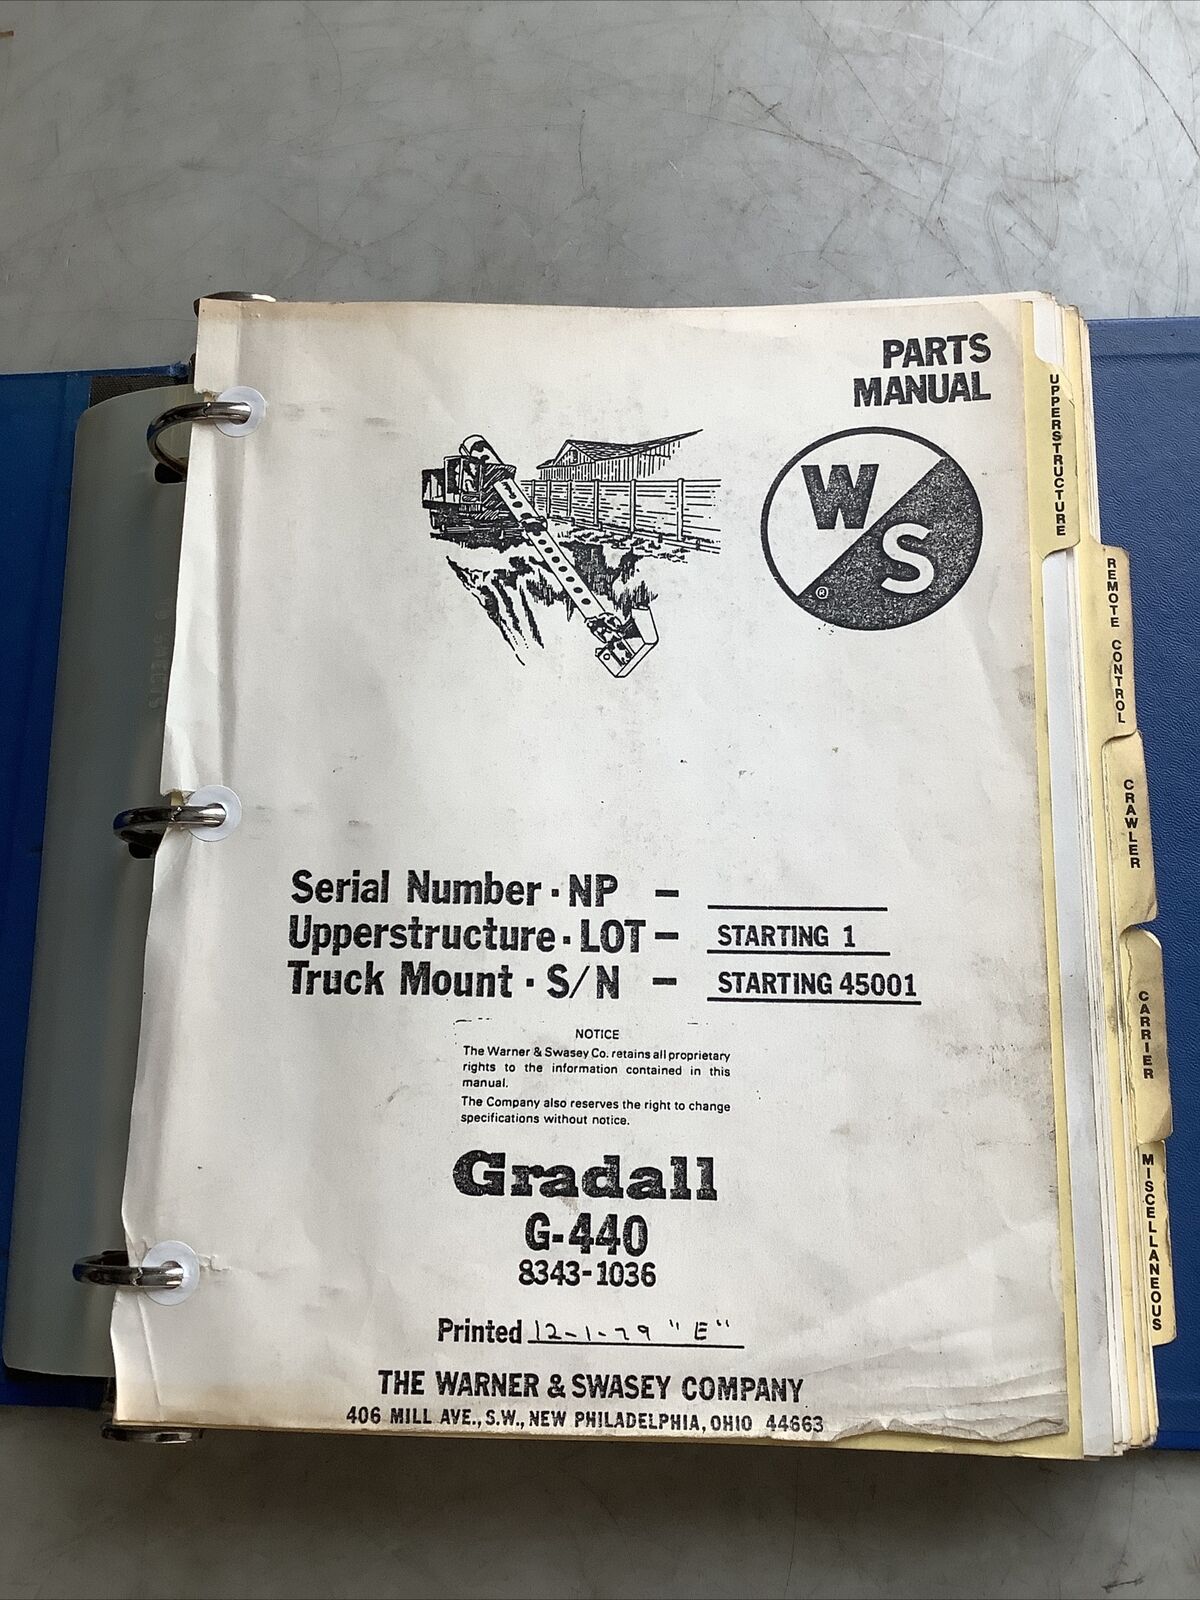 PARTS
MANUAL
W
S
®
Serial Number · NP –
Upperstructure · LOT – STARTING 1
Truck Mount · S/N – STARTING 45001
NOTICE
The Warner & Swasey Co. retains all proprietary
rights to the information contained in this
manual.
The Company also reserves the right to change
specifications without notice.
Gradall
G-440
8343-1036
Printed 12-1-79 "E"
THE WARNER & SWASEY COMPANY
406 MILL AVE., S.W., NEW PHILADELPHIA, OHIO 44663
UPPERSTRUCTURE
REMOTE CONTROL
CRAWLER
CARRIER
MISCELLANEOUS